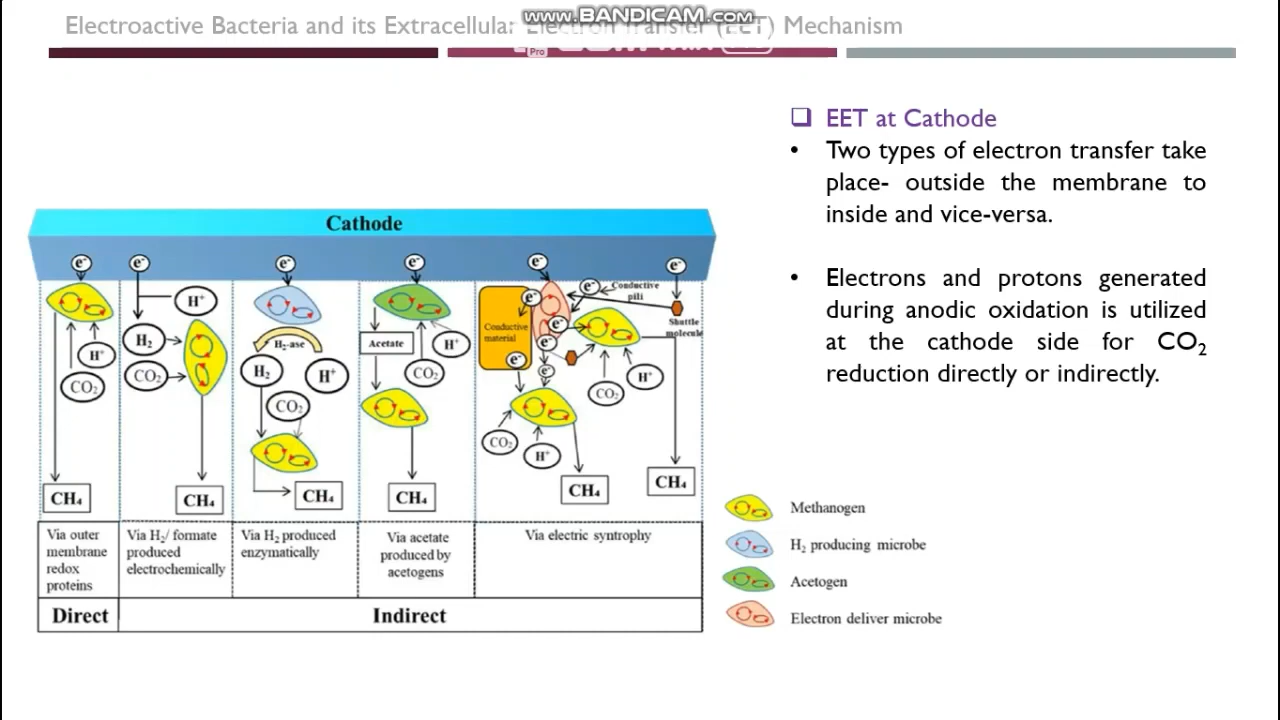 Electroactive Bacteria and its Extracellular Electron Transfer (EET) Mechanism
www.BANDICAM.com
Pro
EET at Cathode
• Two types of electron transfer take
place- outside the membrane to
inside and vice-versa.
• Electrons and protons generated
during anodic oxidation is utilized
at the cathode side for CO₂
reduction directly or indirectly.
Cathode
e⁻ e⁻ e⁻ e⁻ e⁻ e⁻
H⁺
H₂
CO₂
H⁺
CO₂
CH₄
CH₄
H₂-ase
H₂
H⁺
CO₂
CH₄
Acetate
H⁺
CO₂
CH₄
Conductive
material
e⁻
e⁻
e⁻
e⁻
e⁻
e⁻
Conductive
pili
Shuttle
molecule
CO₂
H⁺
CO₂
H⁺
CH₄
CH₄
Via outer
membrane
redox
proteins
Via H₂/ formate
produced
electrochemically
Via H₂ produced
enzymatically
Via acetate
produced by
acetogens
Via electric syntrophy
Direct
Indirect
Methanogen
H₂ producing microbe
Acetogen
Electron deliver microbe